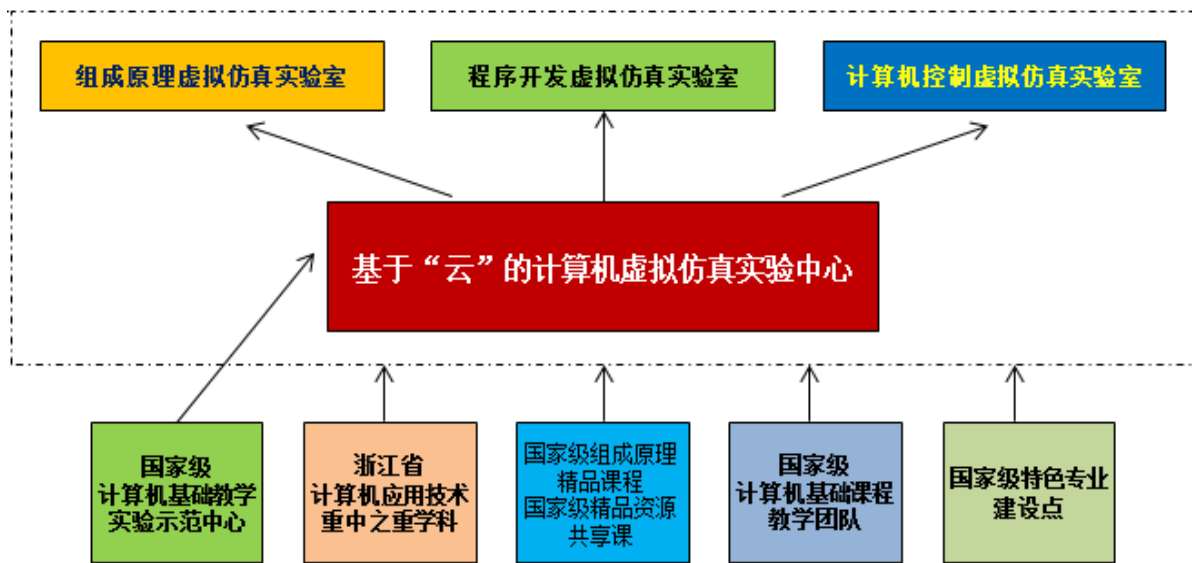 组成原理虚拟仿真实验室
程序开发虚拟仿真实验室
计算机控制虚拟仿真实验室
基于“云”的计算机虚拟仿真实验中心
国家级
计算机基础教学
实验示范中心
浙江省
计算机应用技术
重中之重学科
国家级组成原理
精品课程
国家级精品资源
共享课
国家级
计算机基础课程
教学团队
国家级特色专业
建设点